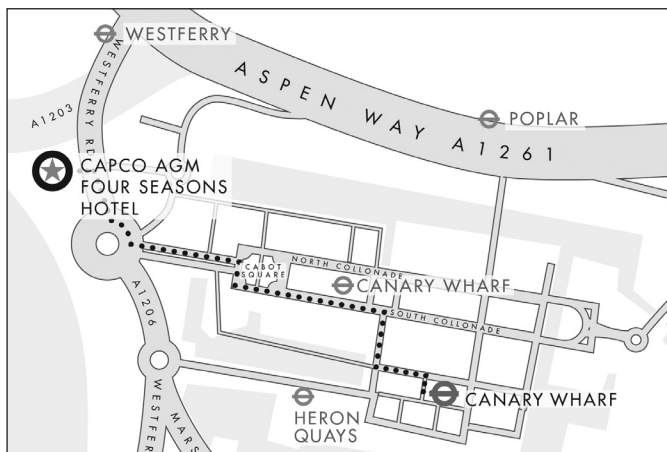 WESTFERRY
WESTFERRY RD
ASPEN WAY A1261
POPLAR
A1203
CAPCO AGM
FOUR SEASONS
HOTEL
CABOT
SQUARE
NORTH COLLONADE
CANARY WHARF
A1206
SOUTH COLLONADE
CANARY WHARF
HERON
QUAYS
WESTFER
MARS